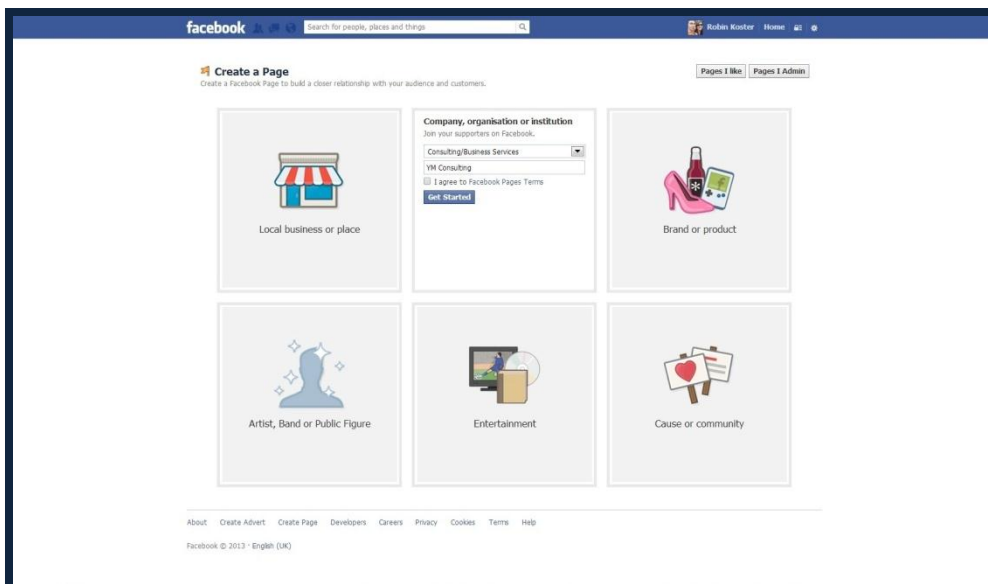 facebook
Search for people, places and things
Robin Koster Home
Create a Page
Create a Facebook Page to build a closer relationship with your audience and customers.
Pages I like Pages I Admin
Local business or place
Company, organisation or institution
Join your supporters on Facebook.
Consulting/Business Services
YM Consulting
I agree to Facebook Pages Terms
Get Started
Brand or product
Artist, Band or Public Figure
Entertainment
Cause or community
About Create Advert Create Page Developers Careers Privacy Cookies Terms Help
Facebook © 2013 · English (UK)